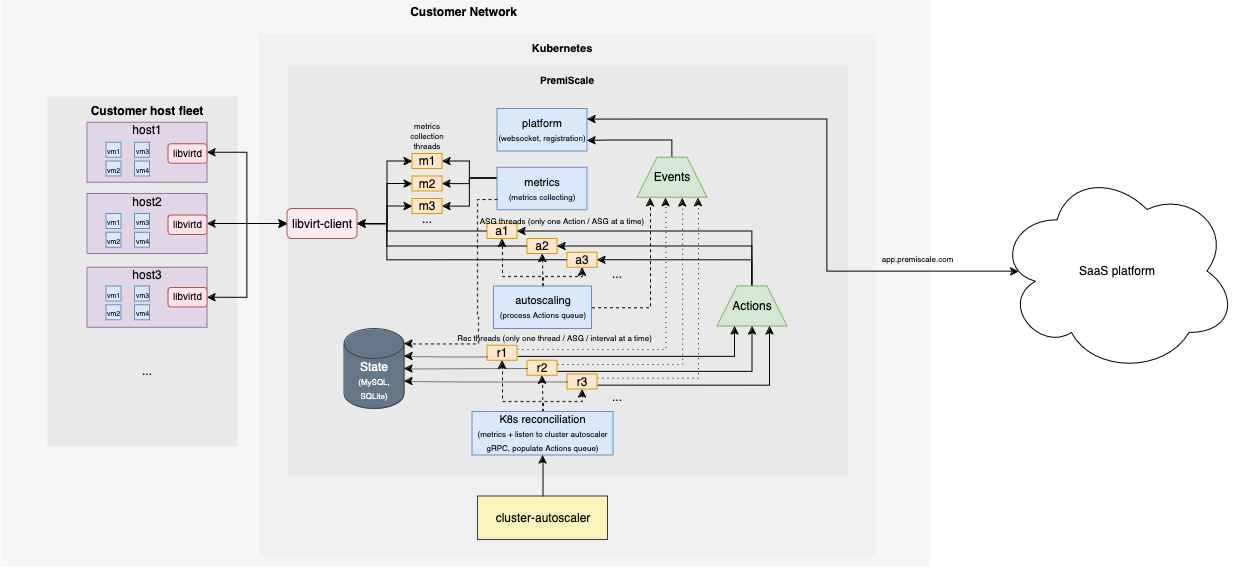 Customer Network
Kubernetes
PremiScale
Customer host fleet
host1
vm1
vm3
vm2
vm4
libvirtd
host2
vm1
vm3
vm2
vm4
libvirtd
host3
vm1
vm3
vm2
vm4
libvirtd
...
libvirt-client
metrics
collection
threads
m1
m2
m3
...
platform
(websocket, registration)
metrics
(metrics collecting)
Events
ASG threads (only one Action / ASG at a time)
a1
a2
a3
...
autoscaling
(process Actions queue)
Actions
Rec threads (only one thread / ASG / interval at a time)
r1
r2
r3
...
State
(MySQL,
SQLite)
K8s reconciliation
(metrics + listen to cluster autoscaler
gRPC, populate Actions queue)
cluster-autoscaler
app.premiscale.com
SaaS platform